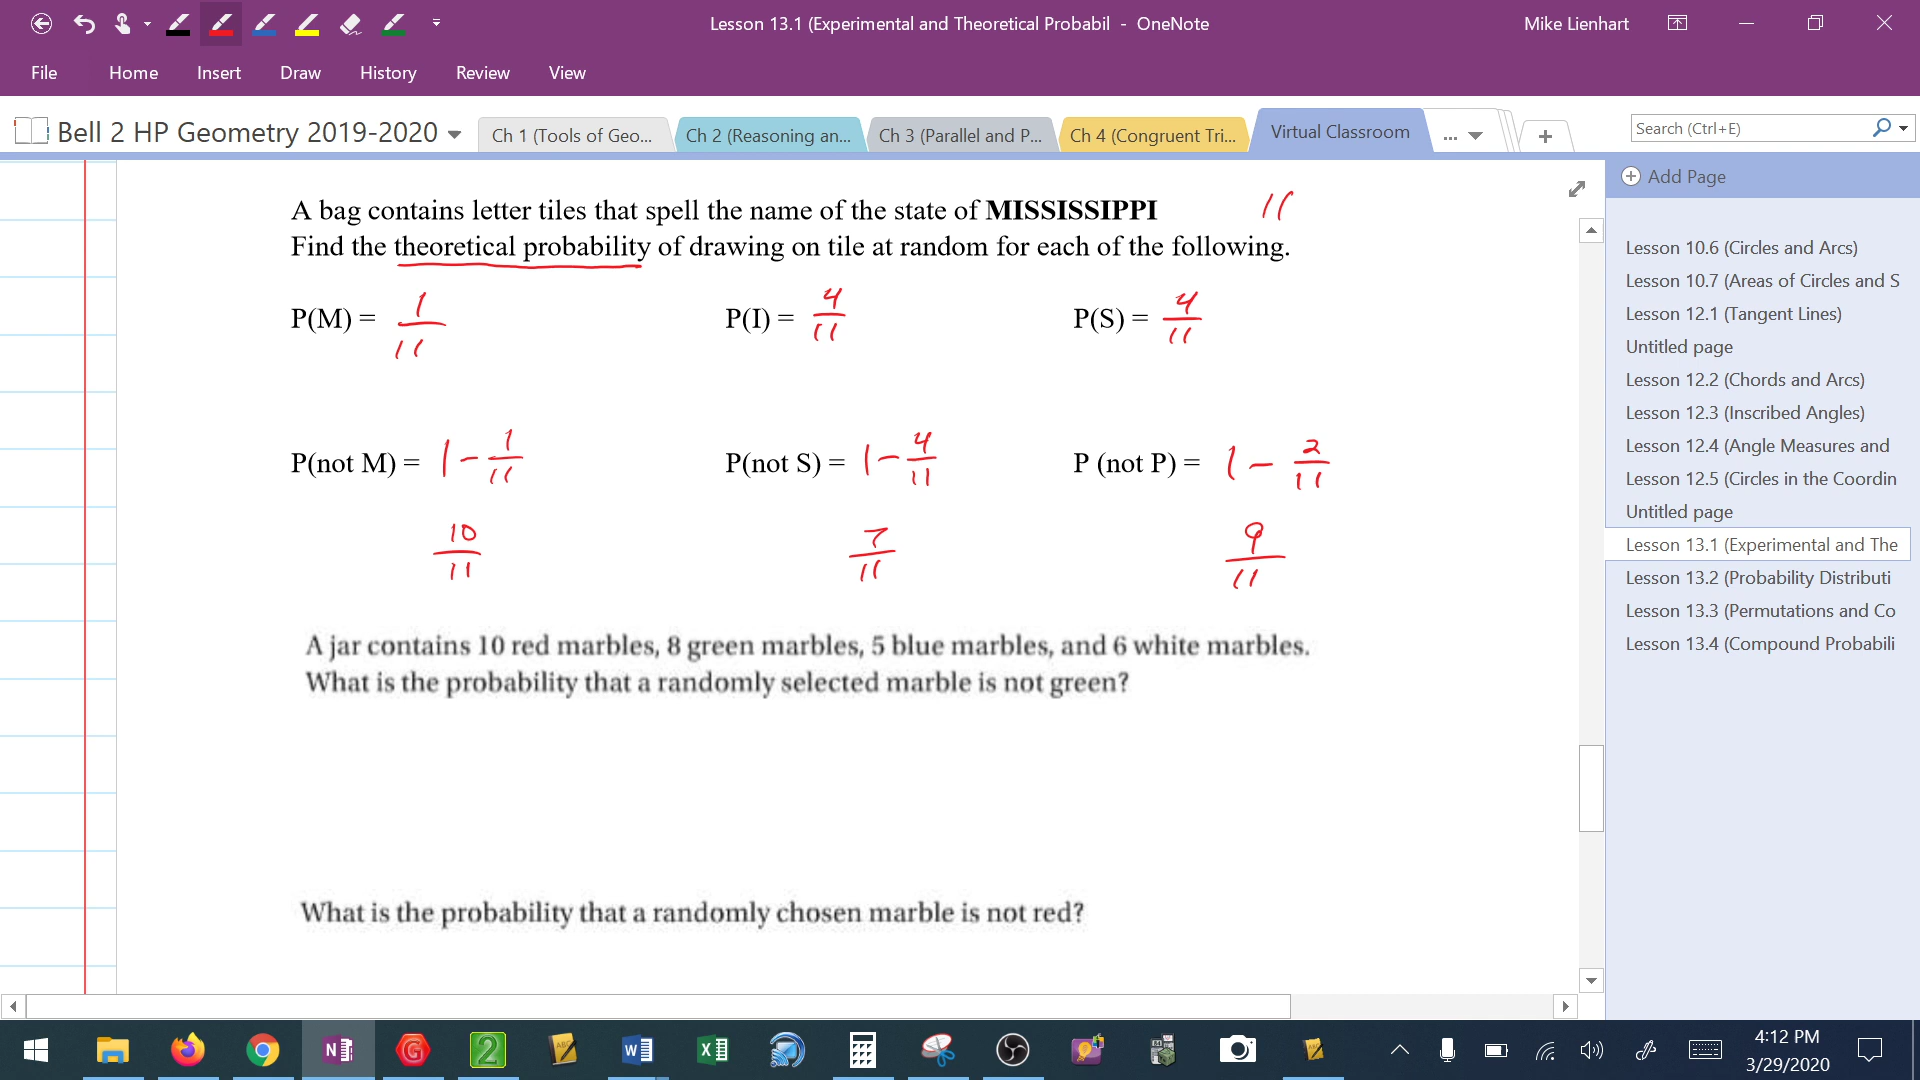 Lesson 13.1 (Experimental and Theoretical Probabil - OneNote
Mike Lienhart
File Home Insert Draw History Review View
Bell 2 HP Geometry 2019-2020
Ch 1 (Tools of Geo...
Ch 2 (Reasoning an...
Ch 3 (Parallel and P...
Ch 4 (Congruent Tri...
Virtual Classroom
...
Search (Ctrl+E)
Add Page
Lesson 10.6 (Circles and Arcs)
Lesson 10.7 (Areas of Circles and S
Lesson 12.1 (Tangent Lines)
Untitled page
Lesson 12.2 (Chords and Arcs)
Lesson 12.3 (Inscribed Angles)
Lesson 12.4 (Angle Measures and
Lesson 12.5 (Circles in the Coordin
Untitled page
Lesson 13.1 (Experimental and The
Lesson 13.2 (Probability Distributi
Lesson 13.3 (Permutations and Co
Lesson 13.4 (Compound Probabili
A bag contains letter tiles that spell the name of the state of MISSISSIPPI 11
Find the theoretical probability of drawing on tile at random for each of the following.
P(M) = 1/11 P(I) = 4/11 P(S) = 4/11
P(not M) = 1 - 1/11 P(not S) = 1 - 4/11 P (not P) = 1 - 2/11
10/11 7/11 9/11
A jar contains 10 red marbles, 8 green marbles, 5 blue marbles, and 6 white marbles.
What is the probability that a randomly selected marble is not green?
What is the probability that a randomly chosen marble is not red?
4:12 PM
3/29/2020